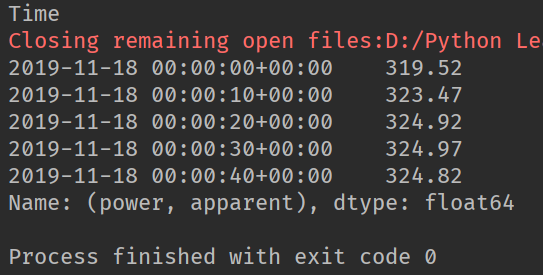 Time
Closing remaining open files:D:/Python Le
2019-11-18 00:00:00+00:00    319.52
2019-11-18 00:00:10+00:00    323.47
2019-11-18 00:00:20+00:00    324.92
2019-11-18 00:00:30+00:00    324.97
2019-11-18 00:00:40+00:00    324.82
Name: (power, apparent), dtype: float64
Process finished with exit code 0